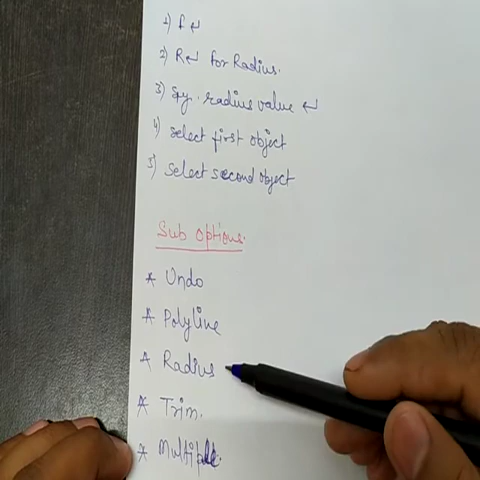 1) f ↵
2) R↵ for Radius.
3) Spy. radius value ↵
4) Select first object
5) Select second object
Sub Options.
* Undo
* Polyline
* Radius
* Trim.
* Multiple.